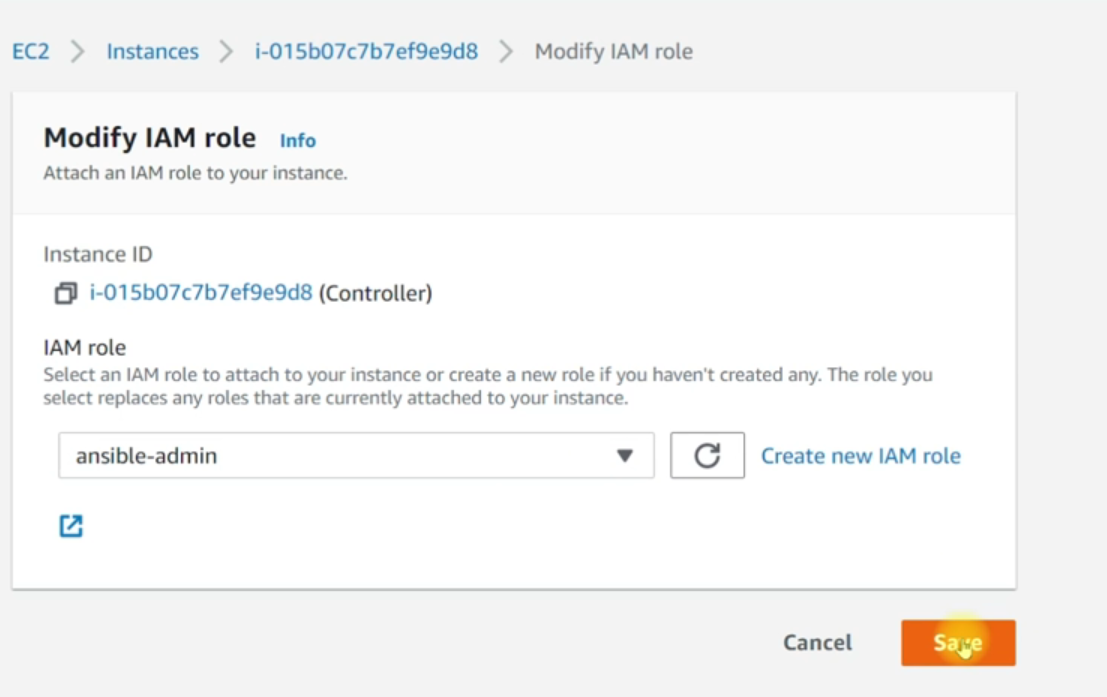 EC2 > Instances > i-015b07c7b7ef9e9d8 > Modify IAM role
Modify IAM role Info
Attach an IAM role to your instance.
Instance ID
i-015b07c7b7ef9e9d8 (Controller)
IAM role
Select an IAM role to attach to your instance or create a new role if you haven't created any. The role you
select replaces any roles that are currently attached to your instance.
ansible-admin
Create new IAM role
Cancel
Save